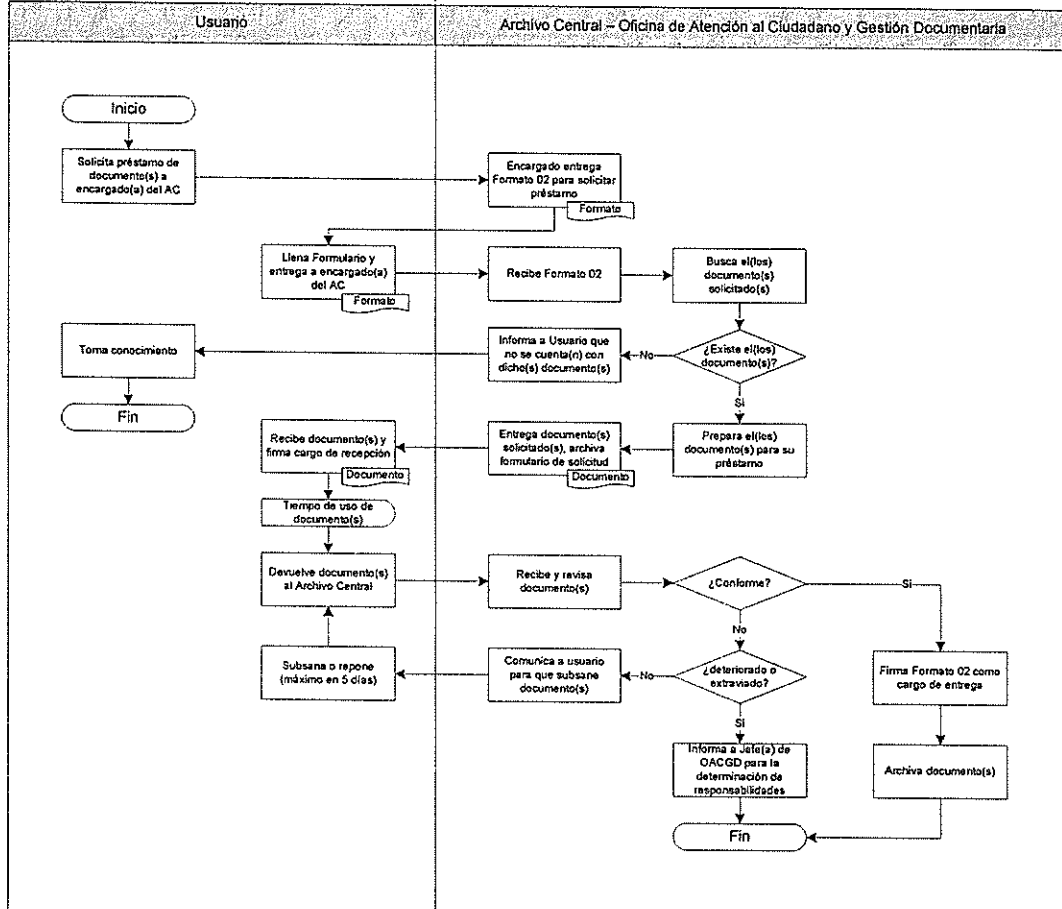 Usuario
Archivo Central – Oficina de Atención al Ciudadano y Gestión Documentaria
Inicio
Solicita préstamo de
documento(s) a
encargado(a) del AC
Encargado entrega
Formato 02 para solicitar
préstamo
Formato
Llena Formulario y
entrega a encargado(a)
del AC
Formato
Recibe Formato 02
Busca el(los)
documento(s)
solicitado(s)
¿Existe el(los)
documento(s)?
No
Informa a Usuario que
no se cuenta(n) con
dicho(s) documento(s)
Toma conocimiento
Fin
Si
Prepara el(los)
documento(s) para su
préstamo
Entrega documento(s)
solicitado(s), archiva
formulario de solicitud
Documento
Recibe documento(s) y
firma cargo de recepción
Documento
Tiempo de uso de
documento(s)
Devuelve documento(s)
al Archivo Central
Recibe y revisa
documento(s)
¿Conforme?
Si
No
¿deteriorado o
extraviado?
No
Comunica a usuario
para que subsane
documento(s)
Subsana o repone
(máximo en 5 días)
Firma Formato 02 como
cargo de entrega
Si
Informa a Jefe(a) de
OACGD para la
determinación de
responsabilidades
Archiva documento(s)
Fin